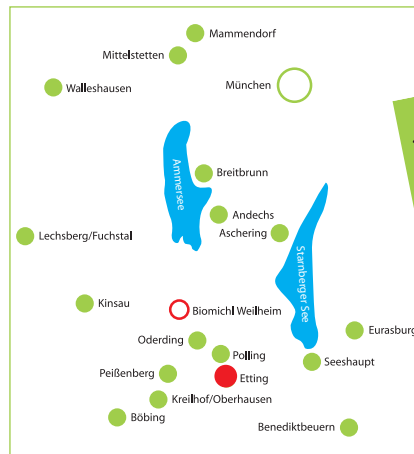 Mammendorf
Mittelstetten
München
Walleshausen
Breitbrunn
Ammersee
Andechs
Aschering
Lechsberg/Fuchstal
Starnberger See
Kinsau
Biomichl Weilheim
Eurasburg
Oderding
Polling
Seeshaupt
Peißenberg
Etting
Kreilhof/Oberhausen
Böbing
Benediktbeuern